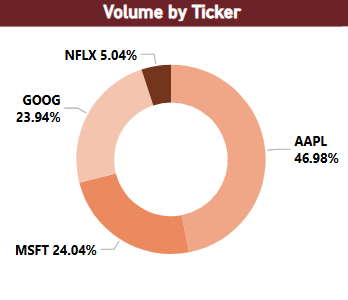 Volume by Ticker
NFLX 5.04%
GOOG
23.94%
AAPL
46.98%
MSFT 24.04%